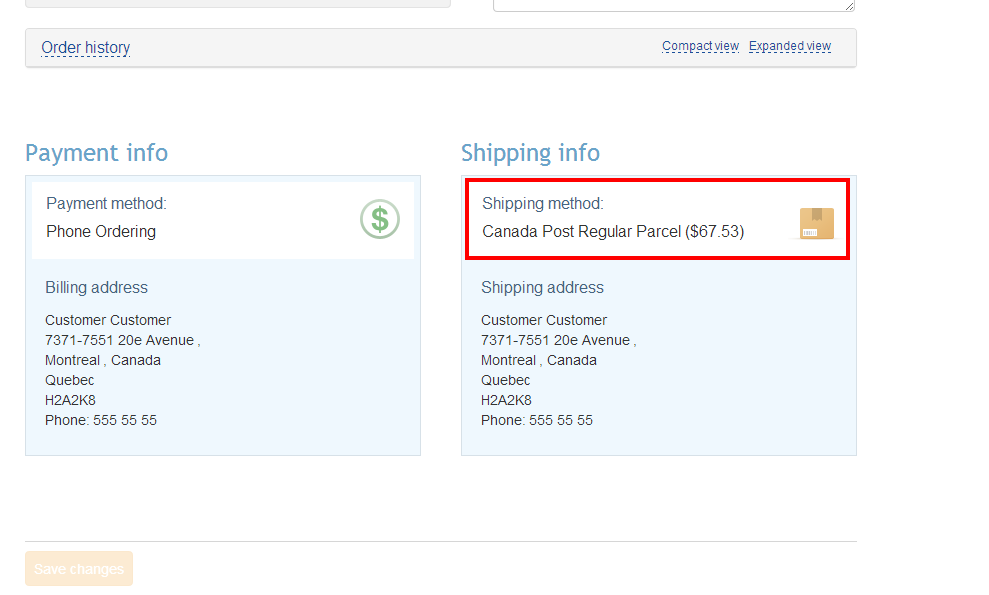 Order history
Compact view Expanded view
Payment info
Payment method:
Phone Ordering
$
Billing address
Customer Customer
7371-7551 20e Avenue ,
Montreal , Canada
Quebec
H2A2K8
Phone: 555 55 55
Shipping info
Shipping method:
Canada Post Regular Parcel ($67.53)
Shipping address
Customer Customer
7371-7551 20e Avenue ,
Montreal , Canada
Quebec
H2A2K8
Phone: 555 55 55
Save changes